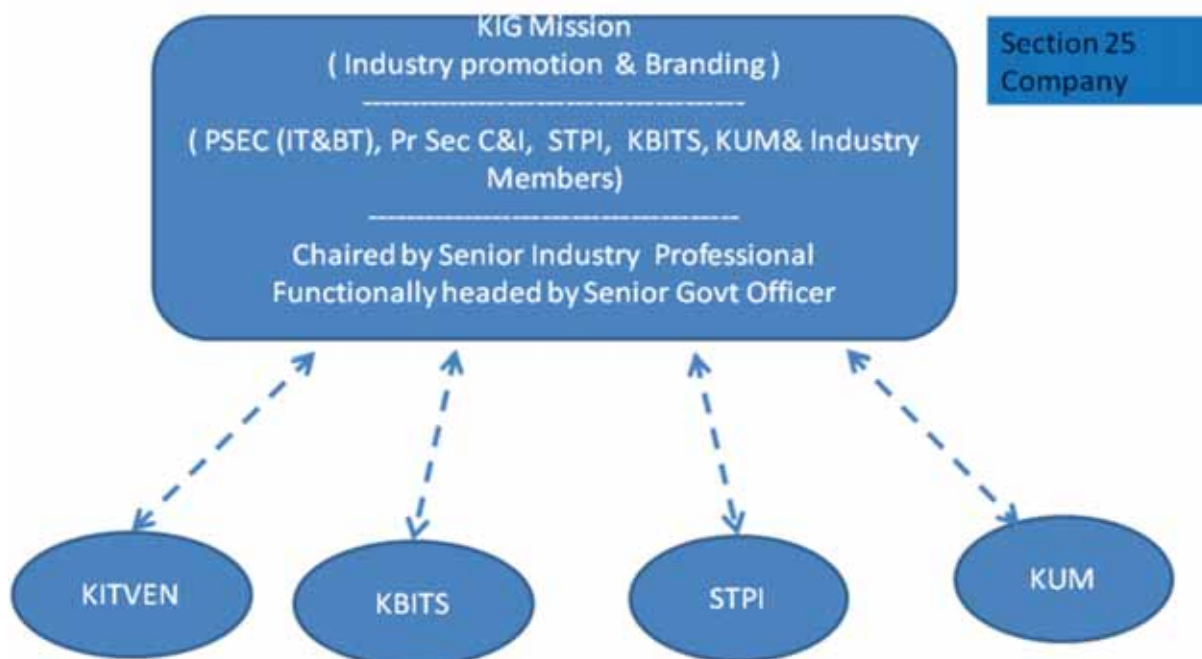 KIG Mission
( Industry promotion & Branding )
--------------------------------------
( PSEC (IT&BT), Pr Sec C&I, STPI, KBITS, KUM& Industry
Members)
--------------------------------------
Chaired by Senior Industry Professional
Functionally headed by Senior Govt Officer
Section 25
Company
KITVEN
KBITS
STPI
KUM